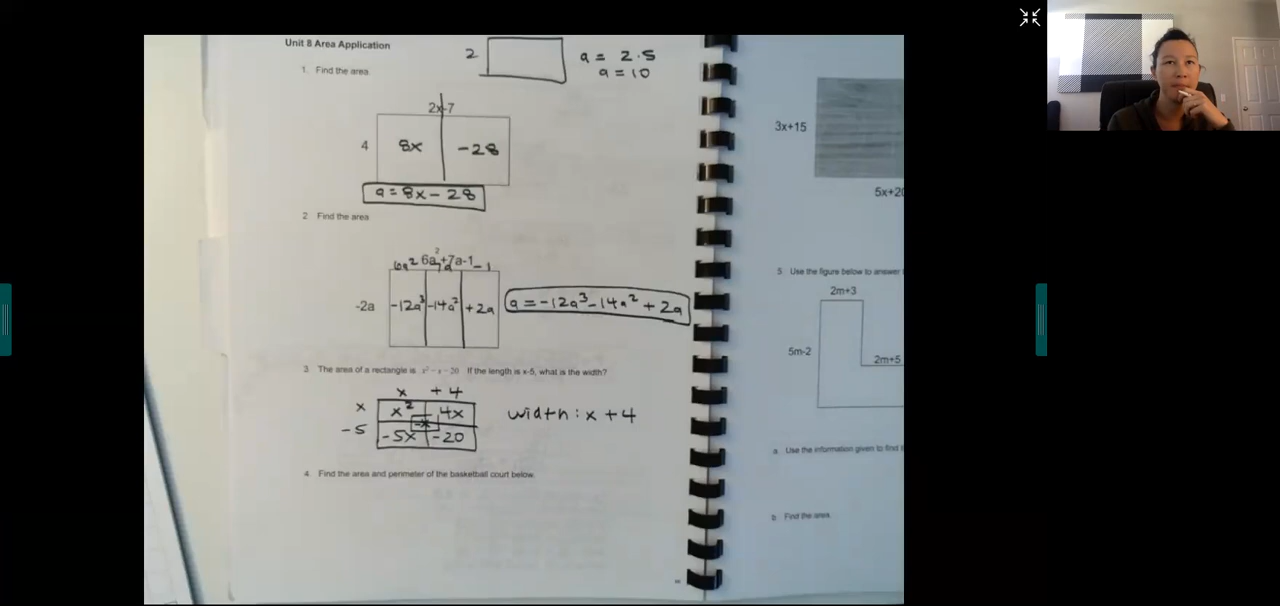 Unit 8 Area Application
2
a = 2.5
a = 10
1. Find the area.
2x-7
4
8x
-28
a = 8x - 28
2. Find the area
6a² 6a²+7a-1 -1
-2a
-12a³ -14a² +2a
a = -12a³ - 14a² + 2a
3. The area of a rectangle is x² - x - 20. If the length is x-5, what is the width?
x + 4
x
x² 4x
-x
-5
-5x -20
width: x + 4
4. Find the area and perimeter of the basketball court below.
3x+15
5x+20
5. Use the figure below to answer
2m+3
5m-2
2m+5
a. Use the information given to find
b. Find the area.